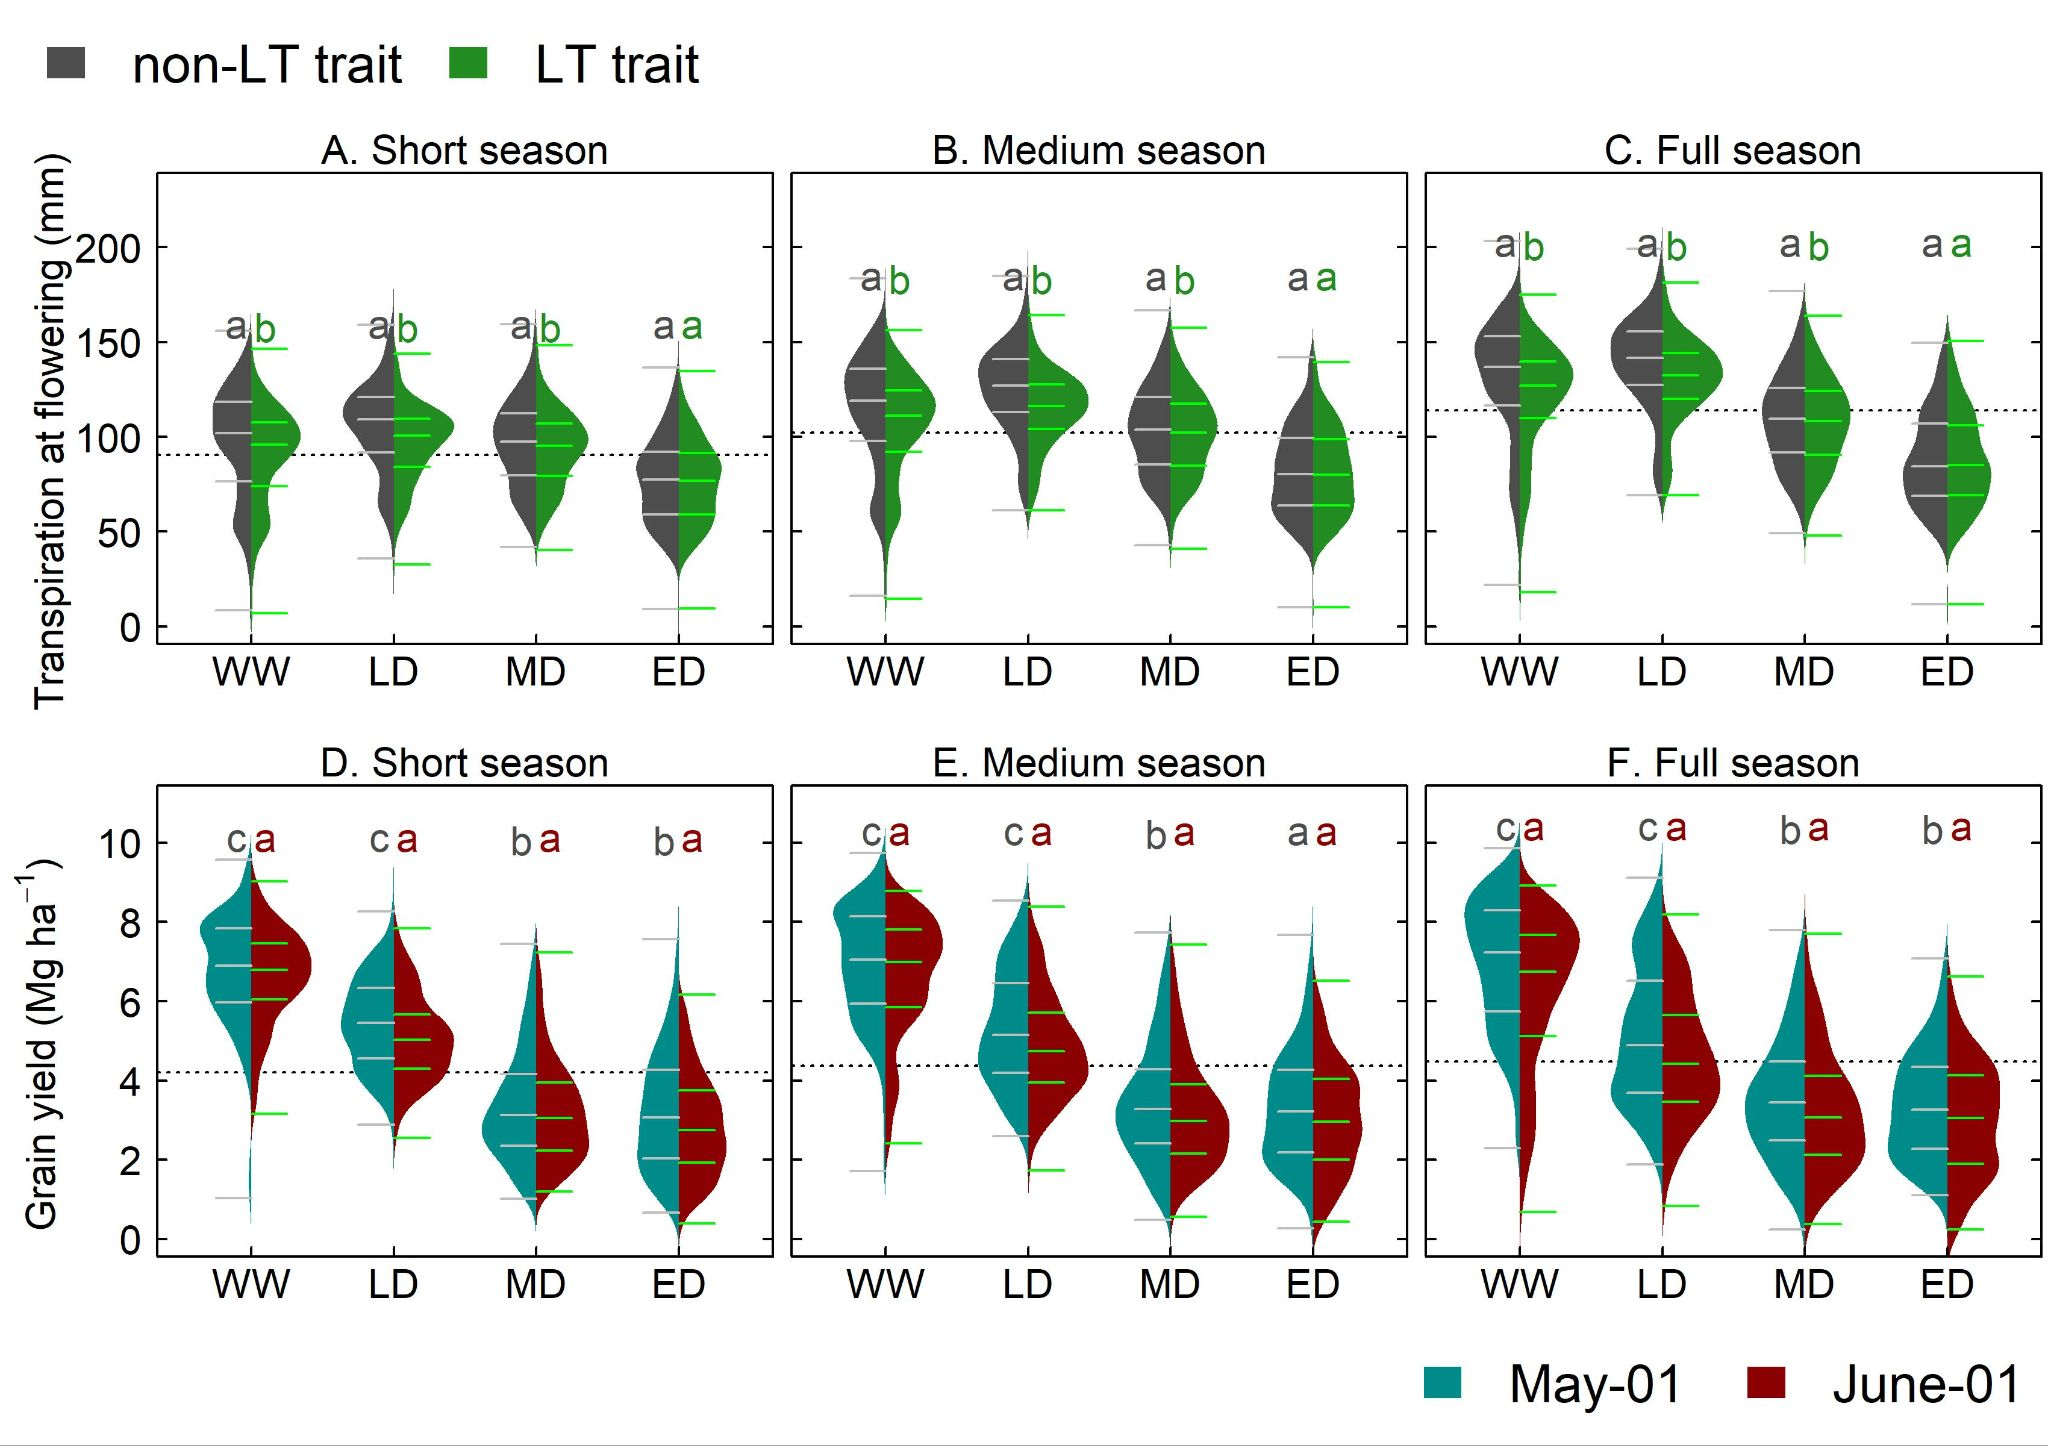 non-LT trait LT trait
A. Short season B. Medium season C. Full season
Transpiration at flowering (mm)
200
150
100
50
0
a b a b a b a a
a b a b a b a a
a b a b a b a a
WW LD MD ED WW LD MD ED WW LD MD ED
D. Short season E. Medium season F. Full season
Grain yield (Mg ha⁻¹)
10
8
6
4
2
0
c a c a b a b a
c a c a b a a a
c a c a b a b a
WW LD MD ED WW LD MD ED WW LD MD ED
May-01 June-01